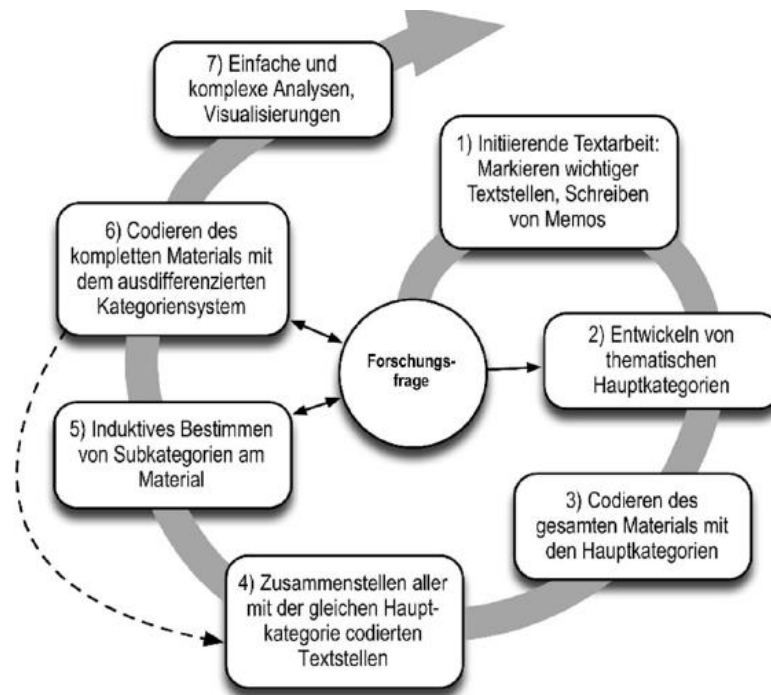 7) Einfache und
komplexe Analysen,
Visualisierungen
1) Initiierende Textarbeit:
Markieren wichtiger
Textstellen, Schreiben
von Memos
6) Codieren des
kompletten Materials mit
dem ausdifferenzierten
Kategoriensystem
Forschungs-
frage
2) Entwickeln von
thematischen
Hauptkategorien
5) Induktives Bestimmen
von Subkategorien am
Material
3) Codieren des
gesamten Materials mit
den Hauptkategorien
4) Zusammenstellen aller
mit der gleichen Haupt-
kategorie codierten
Textstellen